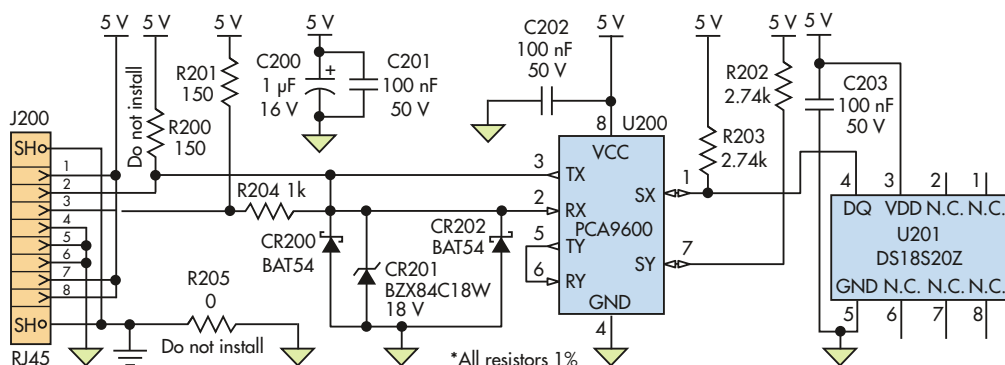 5 V 5 V 5 V 5 V 5 V 5 V 5 V 5 V
C202
100 nF
50 V
R201
150
C200
1 µF
16 V
C201
100 nF
50 V
R202
2.74k
C203
100 nF
50 V
Do not install
R200
150
J200
SH
1
2
3
4
5
6
7
8
SH
RJ45
R204 1k
R205
0
Do not install
CR200
BAT54
CR201
BZX84C18W
18 V
CR202
BAT54
U200
8
VCC
3 TX
2 RX
PCA9600
5 TY
6 RY
SX 1
SY 7
GND
4
R203
2.74k
4 3 2 1
DQ VDD N.C. N.C.
U201
DS18S20Z
GND N.C. N.C. N.C.
5 6 7 8
*All resistors 1%